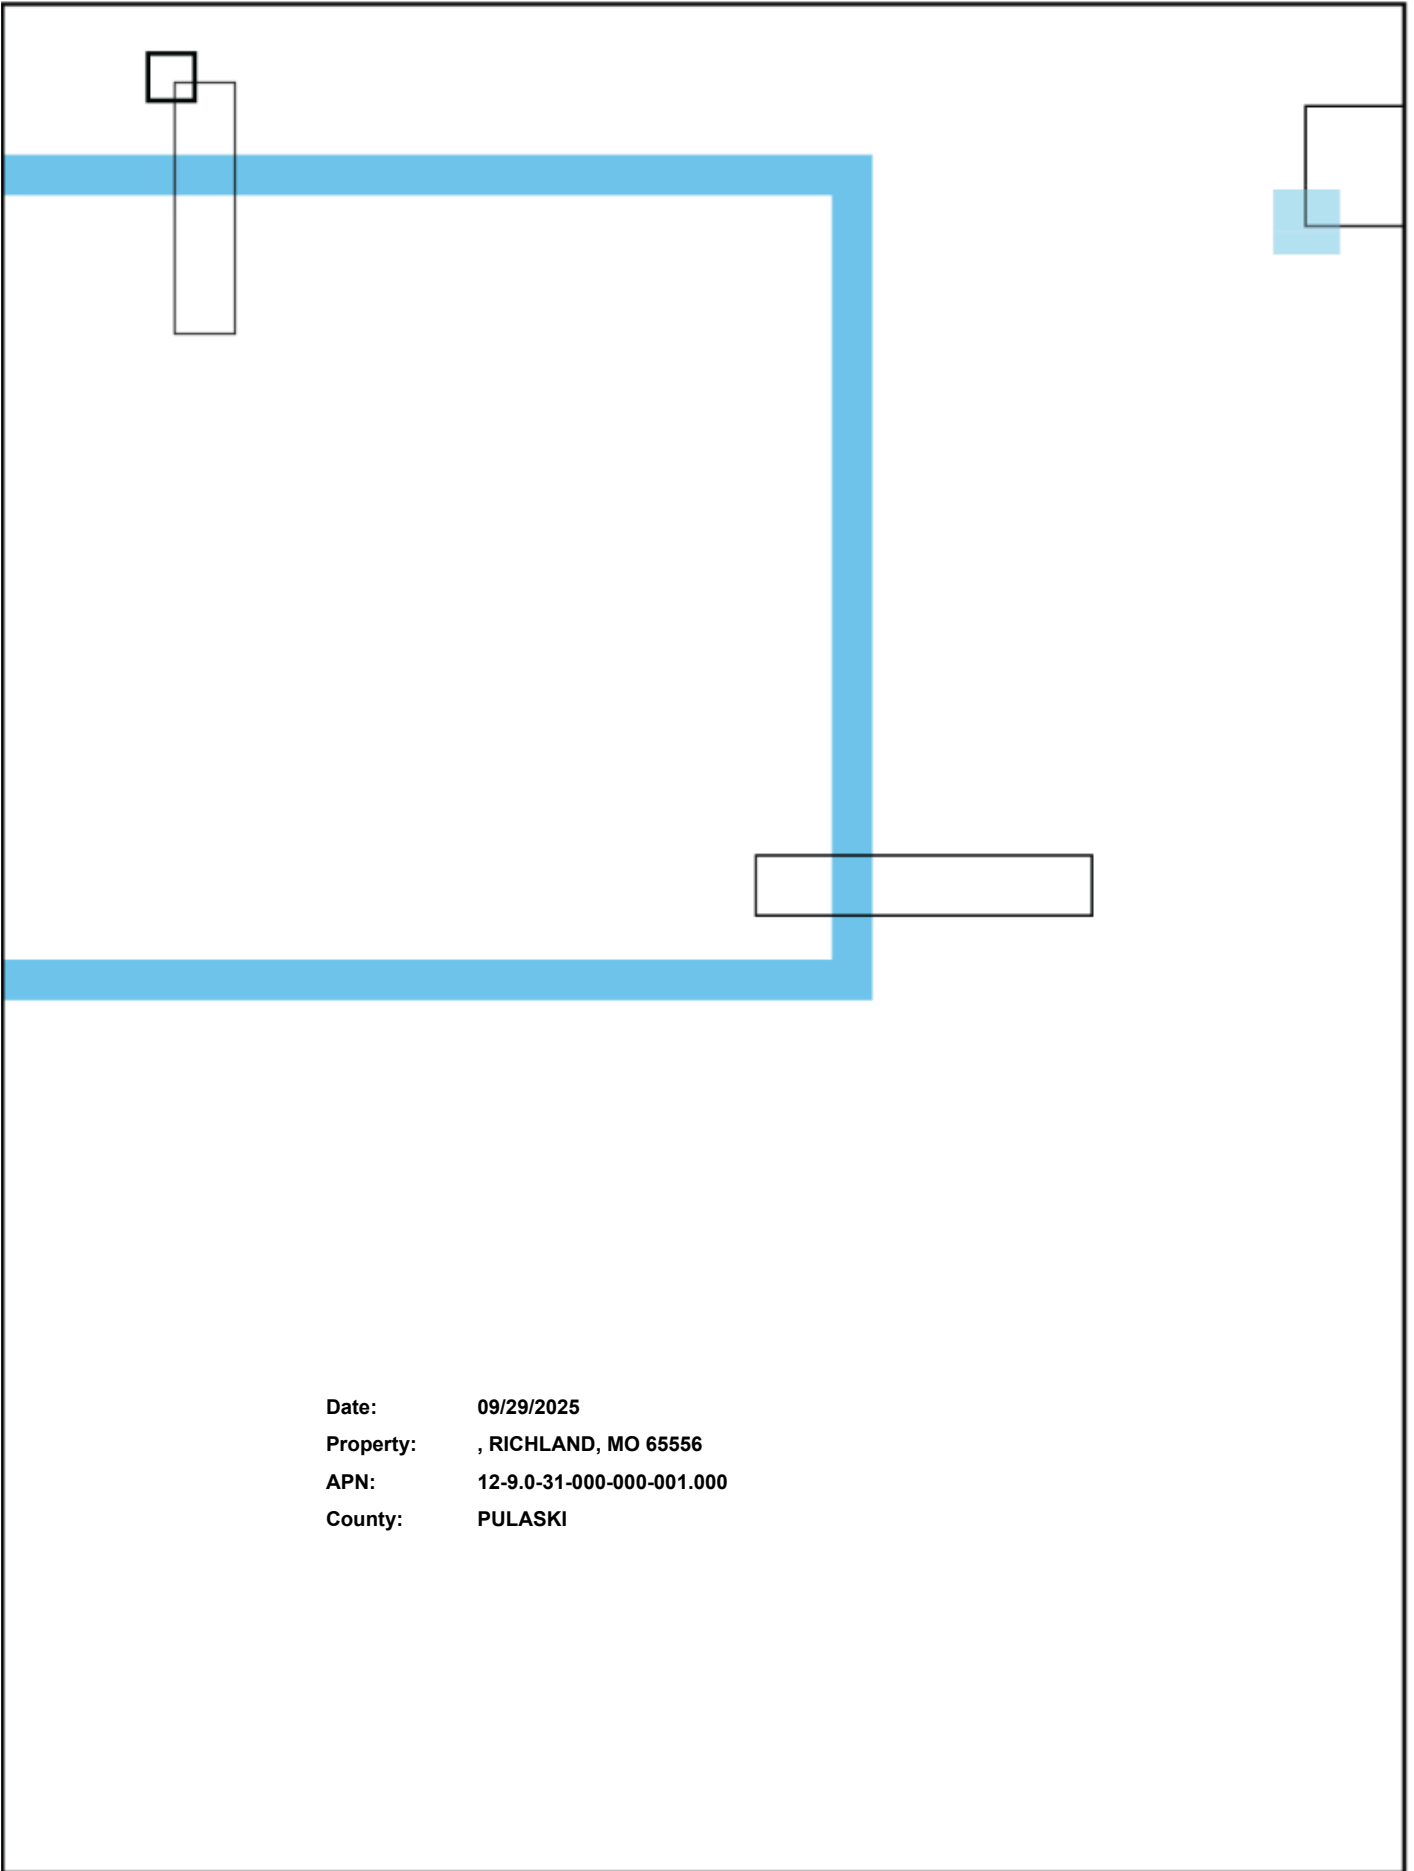 Date: 09/29/2025
Property: , RICHLAND, MO 65556
APN: 12-9.0-31-000-000-001.000
County: PULASKI